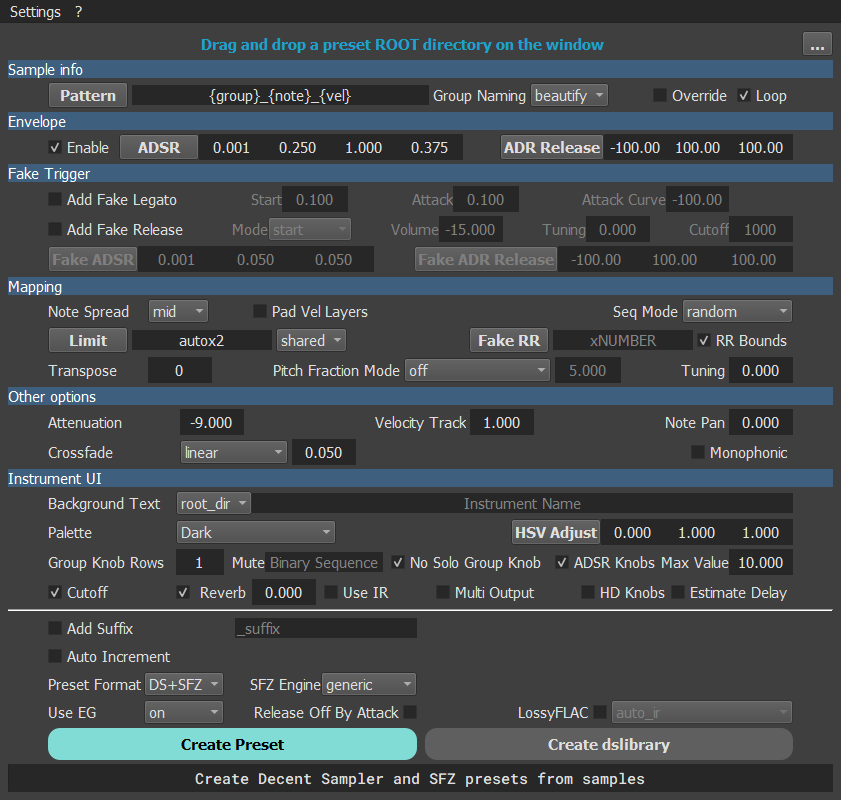 Settings ?
Drag and drop a preset ROOT directory on the window ...
Sample info
Pattern {group}_{note}_{vel} Group Naming beautify Override Loop
Envelope
Enable ADSR 0.001 0.250 1.000 0.375 ADR Release -100.00 100.00 100.00
Fake Trigger
Add Fake Legato Start 0.100 Attack 0.100 Attack Curve -100.00
Add Fake Release Mode start Volume -15.000 Tuning 0.000 Cutoff 1000
Fake ADSR 0.001 0.050 0.050 Fake ADR Release -100.00 100.00 100.00
Mapping
Note Spread mid Pad Vel Layers Seq Mode random
Limit autox2 shared Fake RR xNUMBER RR Bounds
Transpose 0 Pitch Fraction Mode off 5.000 Tuning 0.000
Other options
Attenuation -9.000 Velocity Track 1.000 Note Pan 0.000
Crossfade linear 0.050 Monophonic
Instrument UI
Background Text root_dir Instrument Name
Palette Dark HSV Adjust 0.000 1.000 1.000
Group Knob Rows 1 Mute Binary Sequence No Solo Group Knob ADSR Knobs Max Value 10.000
Cutoff Reverb 0.000 Use IR Multi Output HD Knobs Estimate Delay
Add Suffix _suffix
Auto Increment
Preset Format DS+SFZ SFZ Engine generic
Use EG on Release Off By Attack LossyFLAC auto_ir
Create Preset Create dslibrary
Create Decent Sampler and SFZ presets from samples